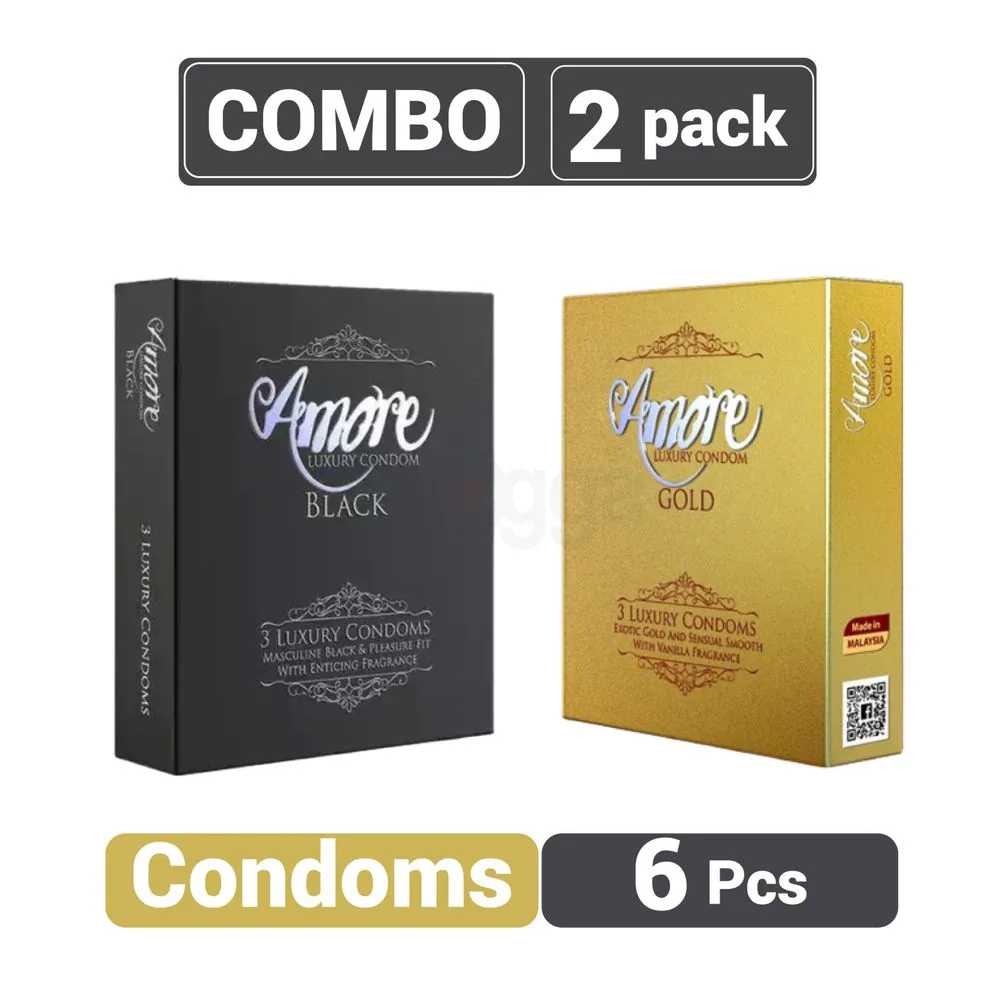 COMBO
2 pack
Amore
LUXURY CONDOM
BLACK
3 LUXURY CONDOMS
Amore
LUXURY CONDOM
BLACK
3 LUXURY CONDOMS
MASCULINE BLACK & PLEASURE FIT
WITH ENTICING FRAGRANCE
Amore
LUXURY CONDOM
GOLD
3 LUXURY CONDOMS
EXOTIC GOLD AND SENSUAL SMOOTH
WITH VANILLA FRAGRANCE
Amore
LUXURY CONDOM
GOLD
Made in
MALAYSIA
Condoms
6 Pcs